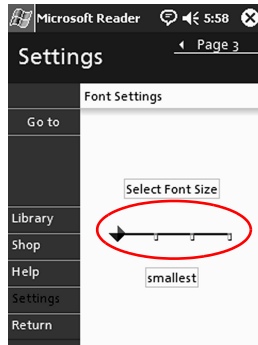 Microsoft Reader 5:58
Settings
Page 3
Font Settings
Go to
Select Font Size
Library
Shop
Help
smallest
Settings
Return